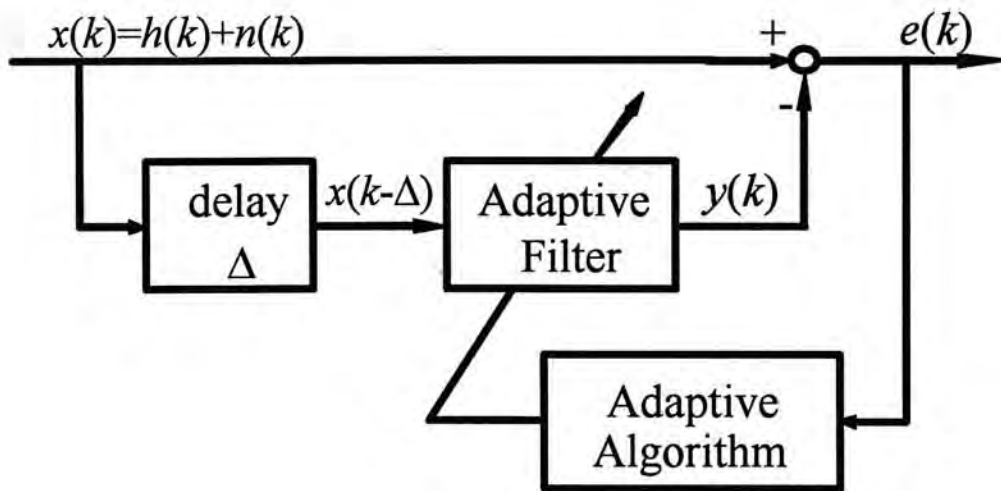 x(k)=h(k)+n(k)
+
e(k)
-
delay
Δ
x(k-Δ)
Adaptive
Filter
y(k)
Adaptive
Algorithm